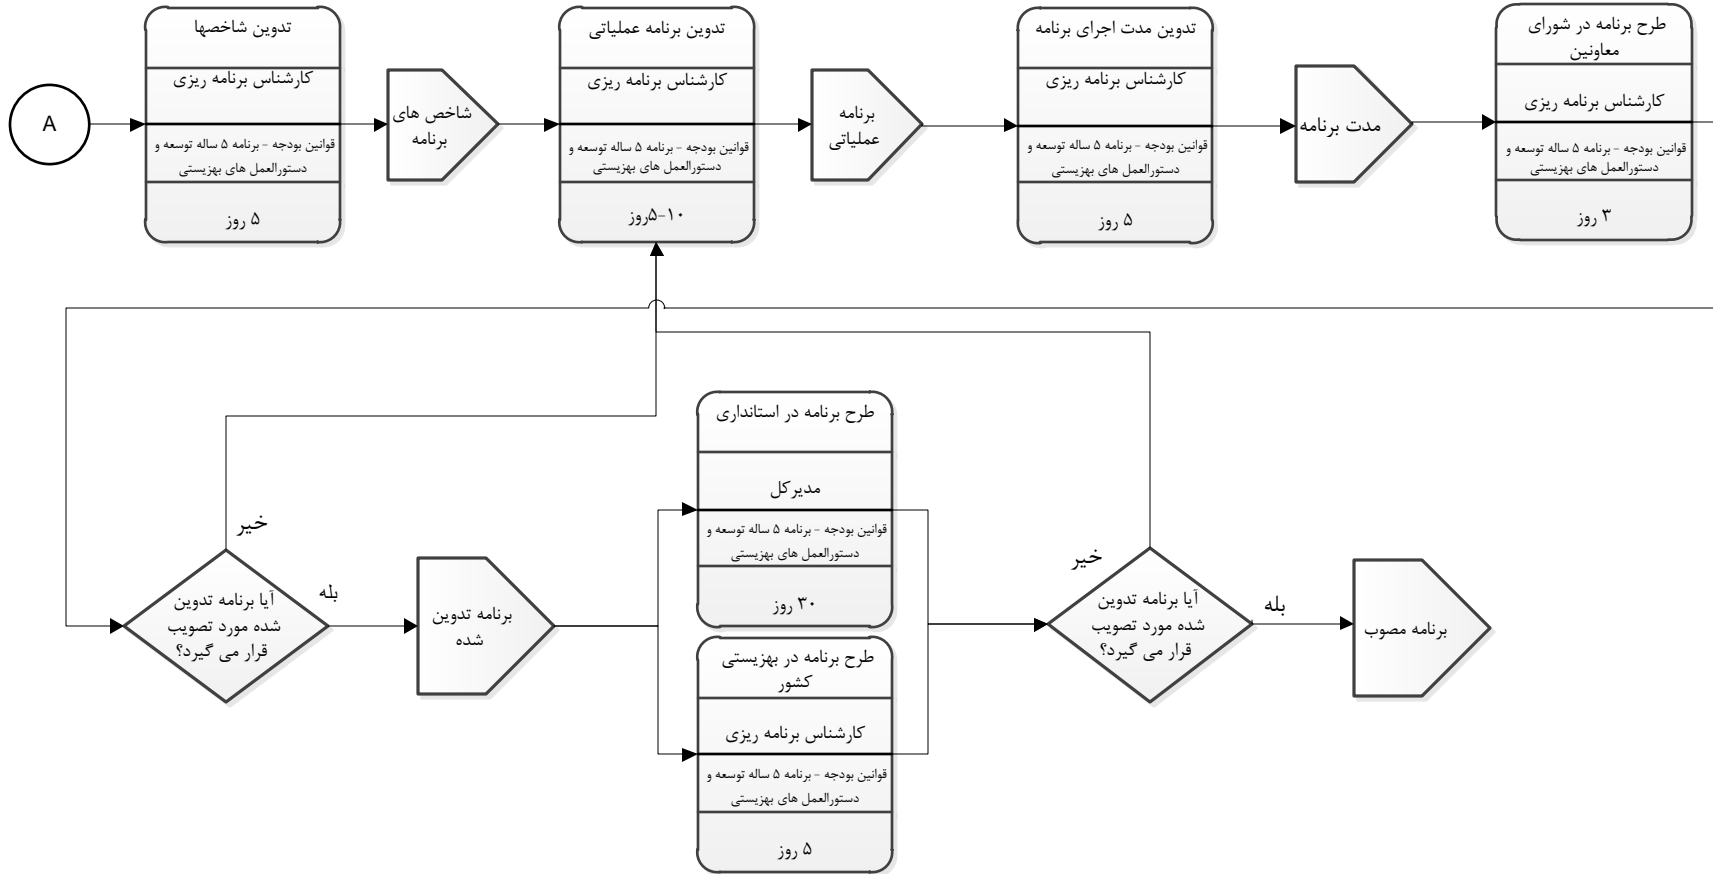 A
تدوین شاخصها
کارشناس برنامه ریزی
قوانین بودجه - برنامه ۵ ساله توسعه و
دستورالعمل های بهزیستی
۵ روز
شاخص های
برنامه
تدوین برنامه عملیاتی
کارشناس برنامه ریزی
قوانین بودجه - برنامه ۵ ساله توسعه و
دستورالعمل های بهزیستی
۵-۱۰روز
برنامه
عملیاتی
تدوین مدت اجرای برنامه
کارشناس برنامه ریزی
قوانین بودجه - برنامه ۵ ساله توسعه و
دستورالعمل های بهزیستی
۵ روز
مدت برنامه
طرح برنامه در شورای
معاونین
کارشناس برنامه ریزی
قوانین بودجه - برنامه ۵ ساله توسعه و
دستورالعمل های بهزیستی
۳ روز
آیا برنامه تدوین
شده مورد تصویب
قرار می گیرد؟
خیر
بله
برنامه تدوین
شده
طرح برنامه در استانداری
مدیرکل
قوانین بودجه - برنامه ۵ ساله توسعه و
دستورالعمل های بهزیستی
۳۰ روز
طرح برنامه در بهزیستی
کشور
کارشناس برنامه ریزی
قوانین بودجه - برنامه ۵ ساله توسعه و
دستورالعمل های بهزیستی
۵ روز
آیا برنامه تدوین
شده مورد تصویب
قرار می گیرد؟
خیر
بله
برنامه مصوب